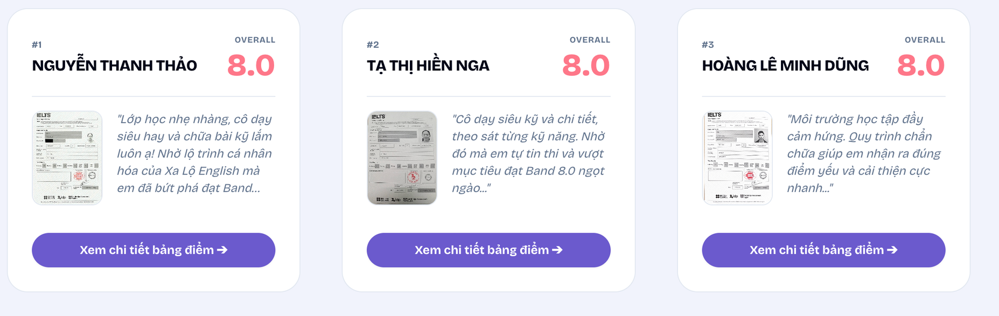 #1
NGUYỄN THANH THẢO
OVERALL
8.0
IELTS
"Lớp học nhẹ nhàng, cô dạy
siêu hay và chữa bài kỹ lắm
luôn ạ! Nhờ lộ trình cá nhân
hóa của Xa Lộ English mà
em đã bứt phá đạt Band...
Xem chi tiết bảng điểm ➔
#2
TẠ THỊ HIỀN NGA
OVERALL
8.0
IELTS
"Cô dạy siêu kỹ và chi tiết,
theo sát từng kỹ năng. Nhờ
đó mà em tự tin thi và vượt
mục tiêu đạt Band 8.0 ngọt
ngào..."
Xem chi tiết bảng điểm ➔
#3
HOÀNG LÊ MINH DŨNG
OVERALL
8.0
IELTS
"Môi trường học tập đầy
cảm hứng. Quy trình chẩn
chữa giúp em nhận ra đúng
điểm yếu và cải thiện cực
nhanh..."
Xem chi tiết bảng điểm ➔